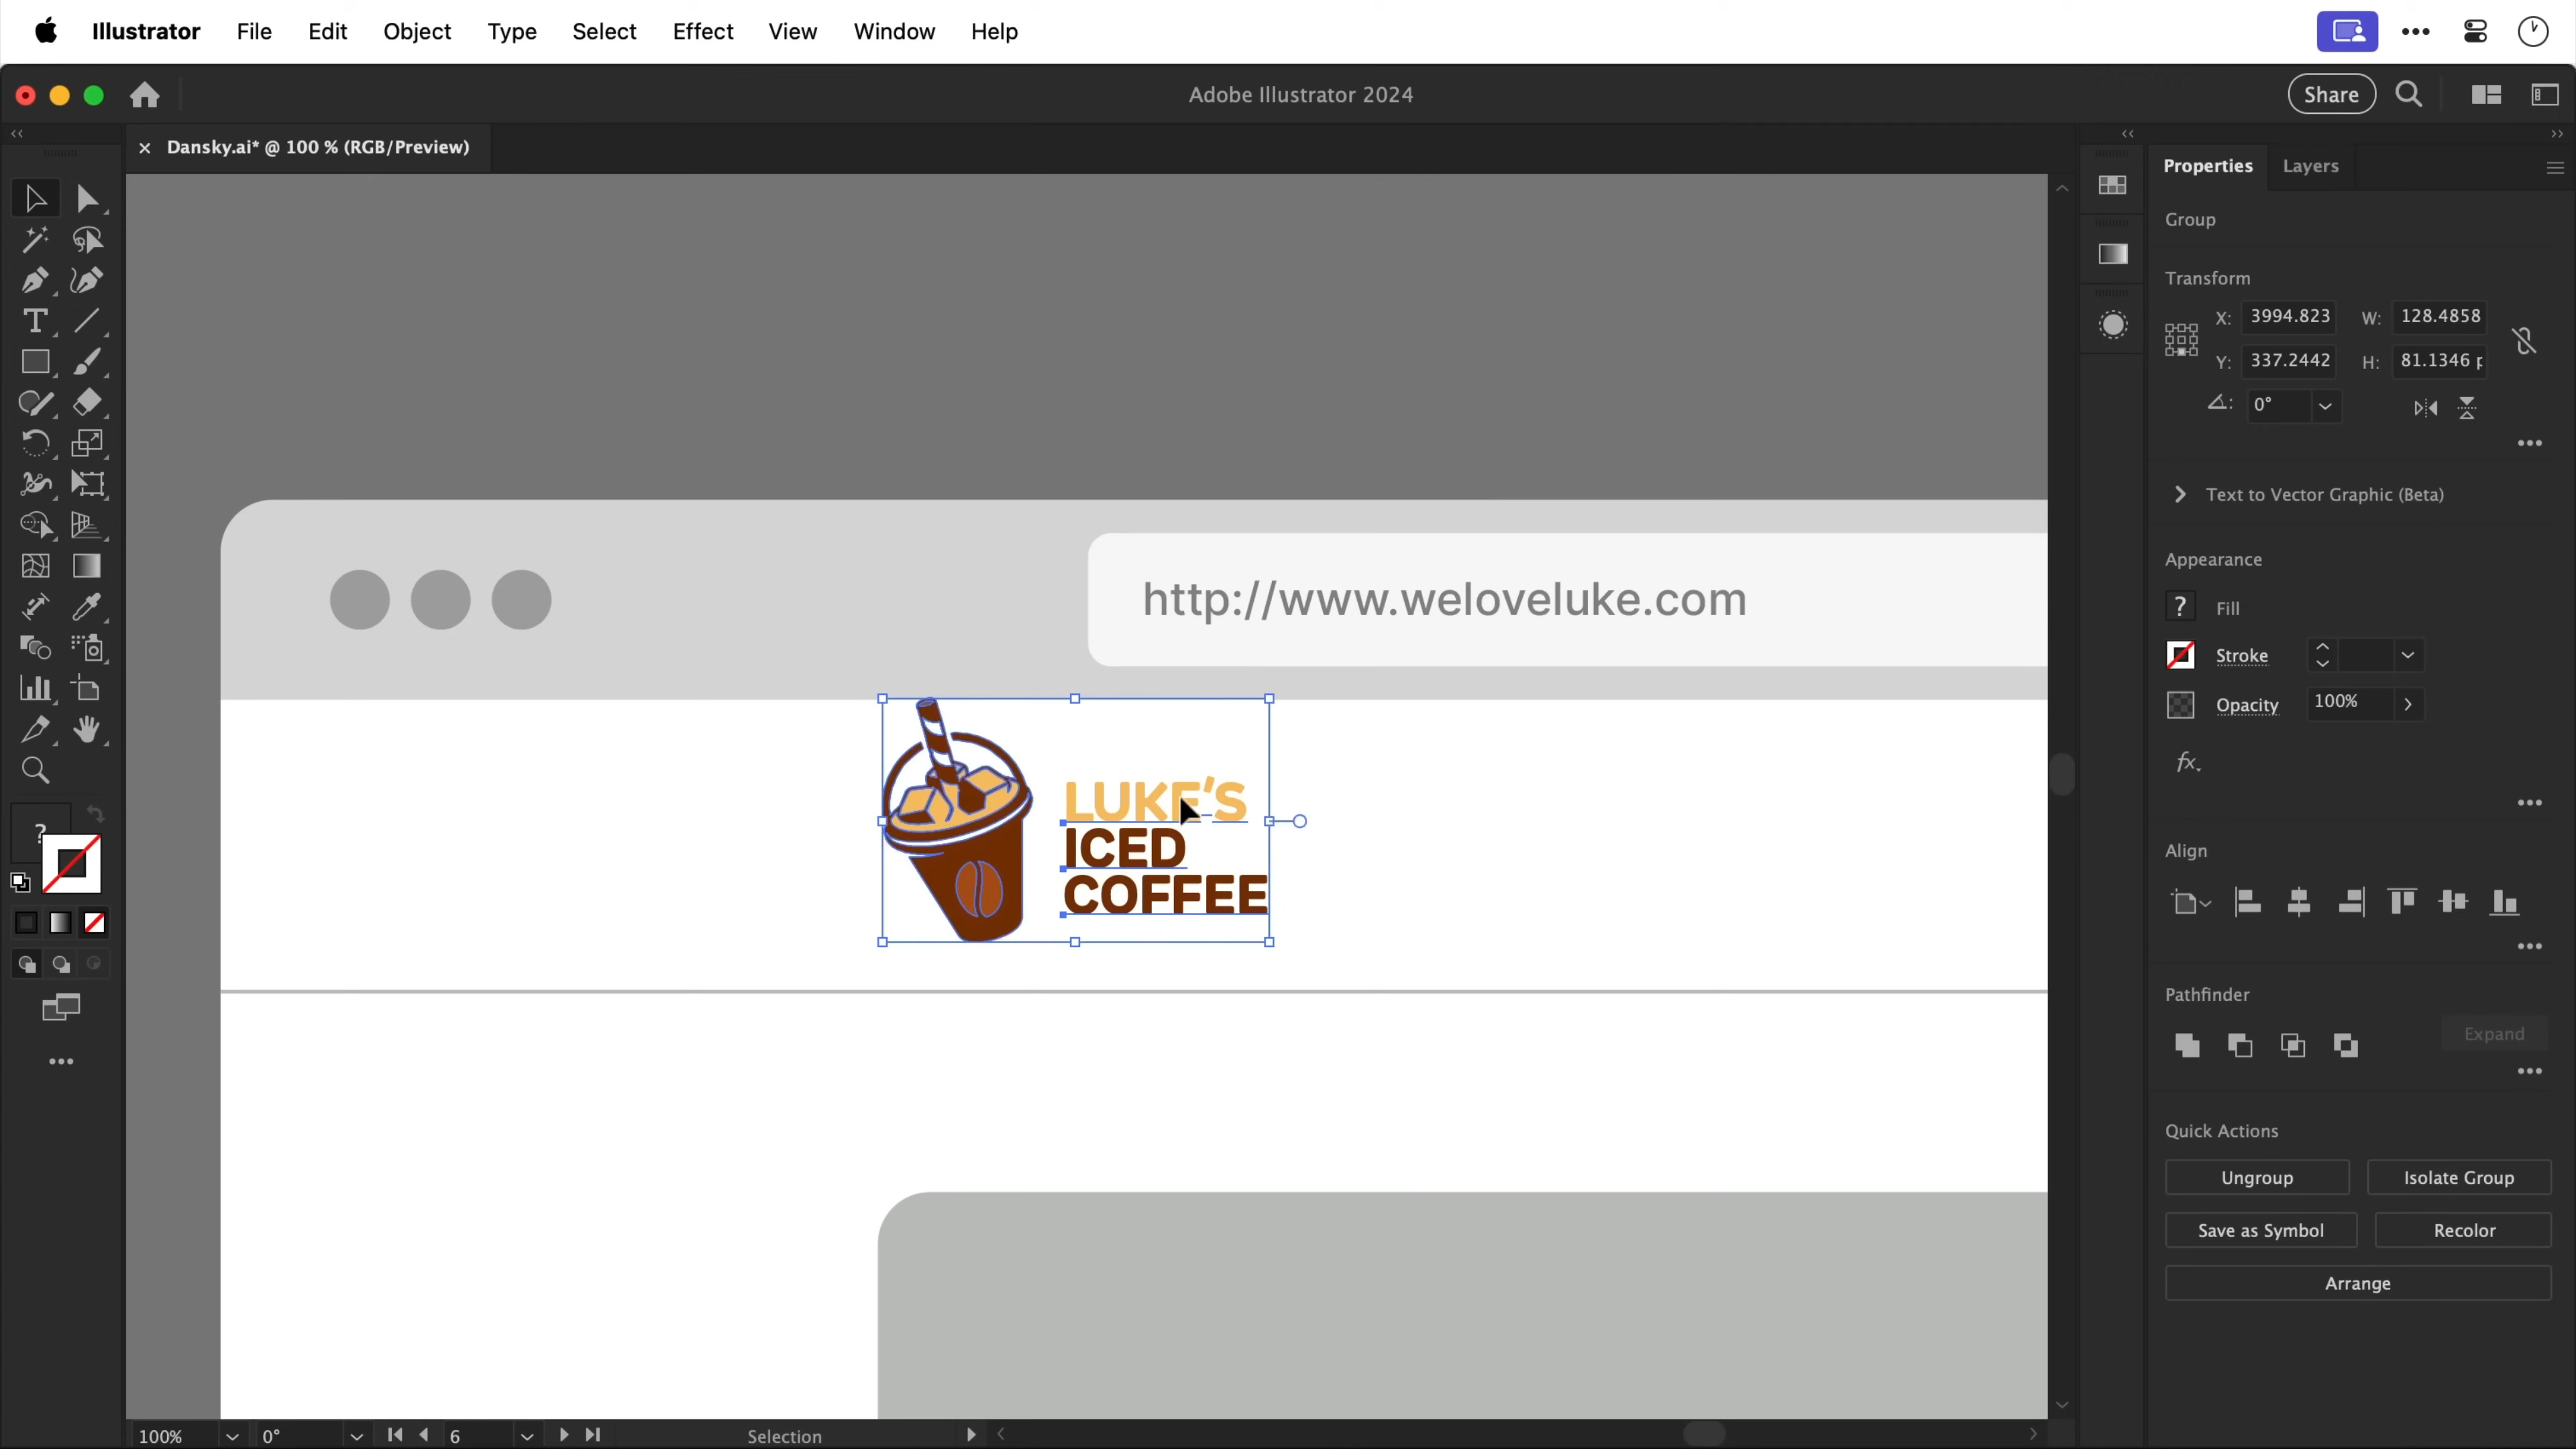 Illustrator File Edit Object Type Select Effect View Window Help
Adobe Illustrator 2024
Share
Dansky.ai* @ 100 % (RGB/Preview)
Properties Layers
Group
Transform
X: 3994.823 W: 128.4858
Y: 337.2442 H: 81.1346 p
0°
Text to Vector Graphic (Beta)
Appearance
? Fill
Stroke
Opacity 100%
fx.
Align
Pathfinder
Expand
Quick Actions
Ungroup Isolate Group
Save as Symbol Recolor
Arrange
http://www.weloveluke.com
LUKE'S
ICED
COFFEE
?
100% 0° 6 Selection